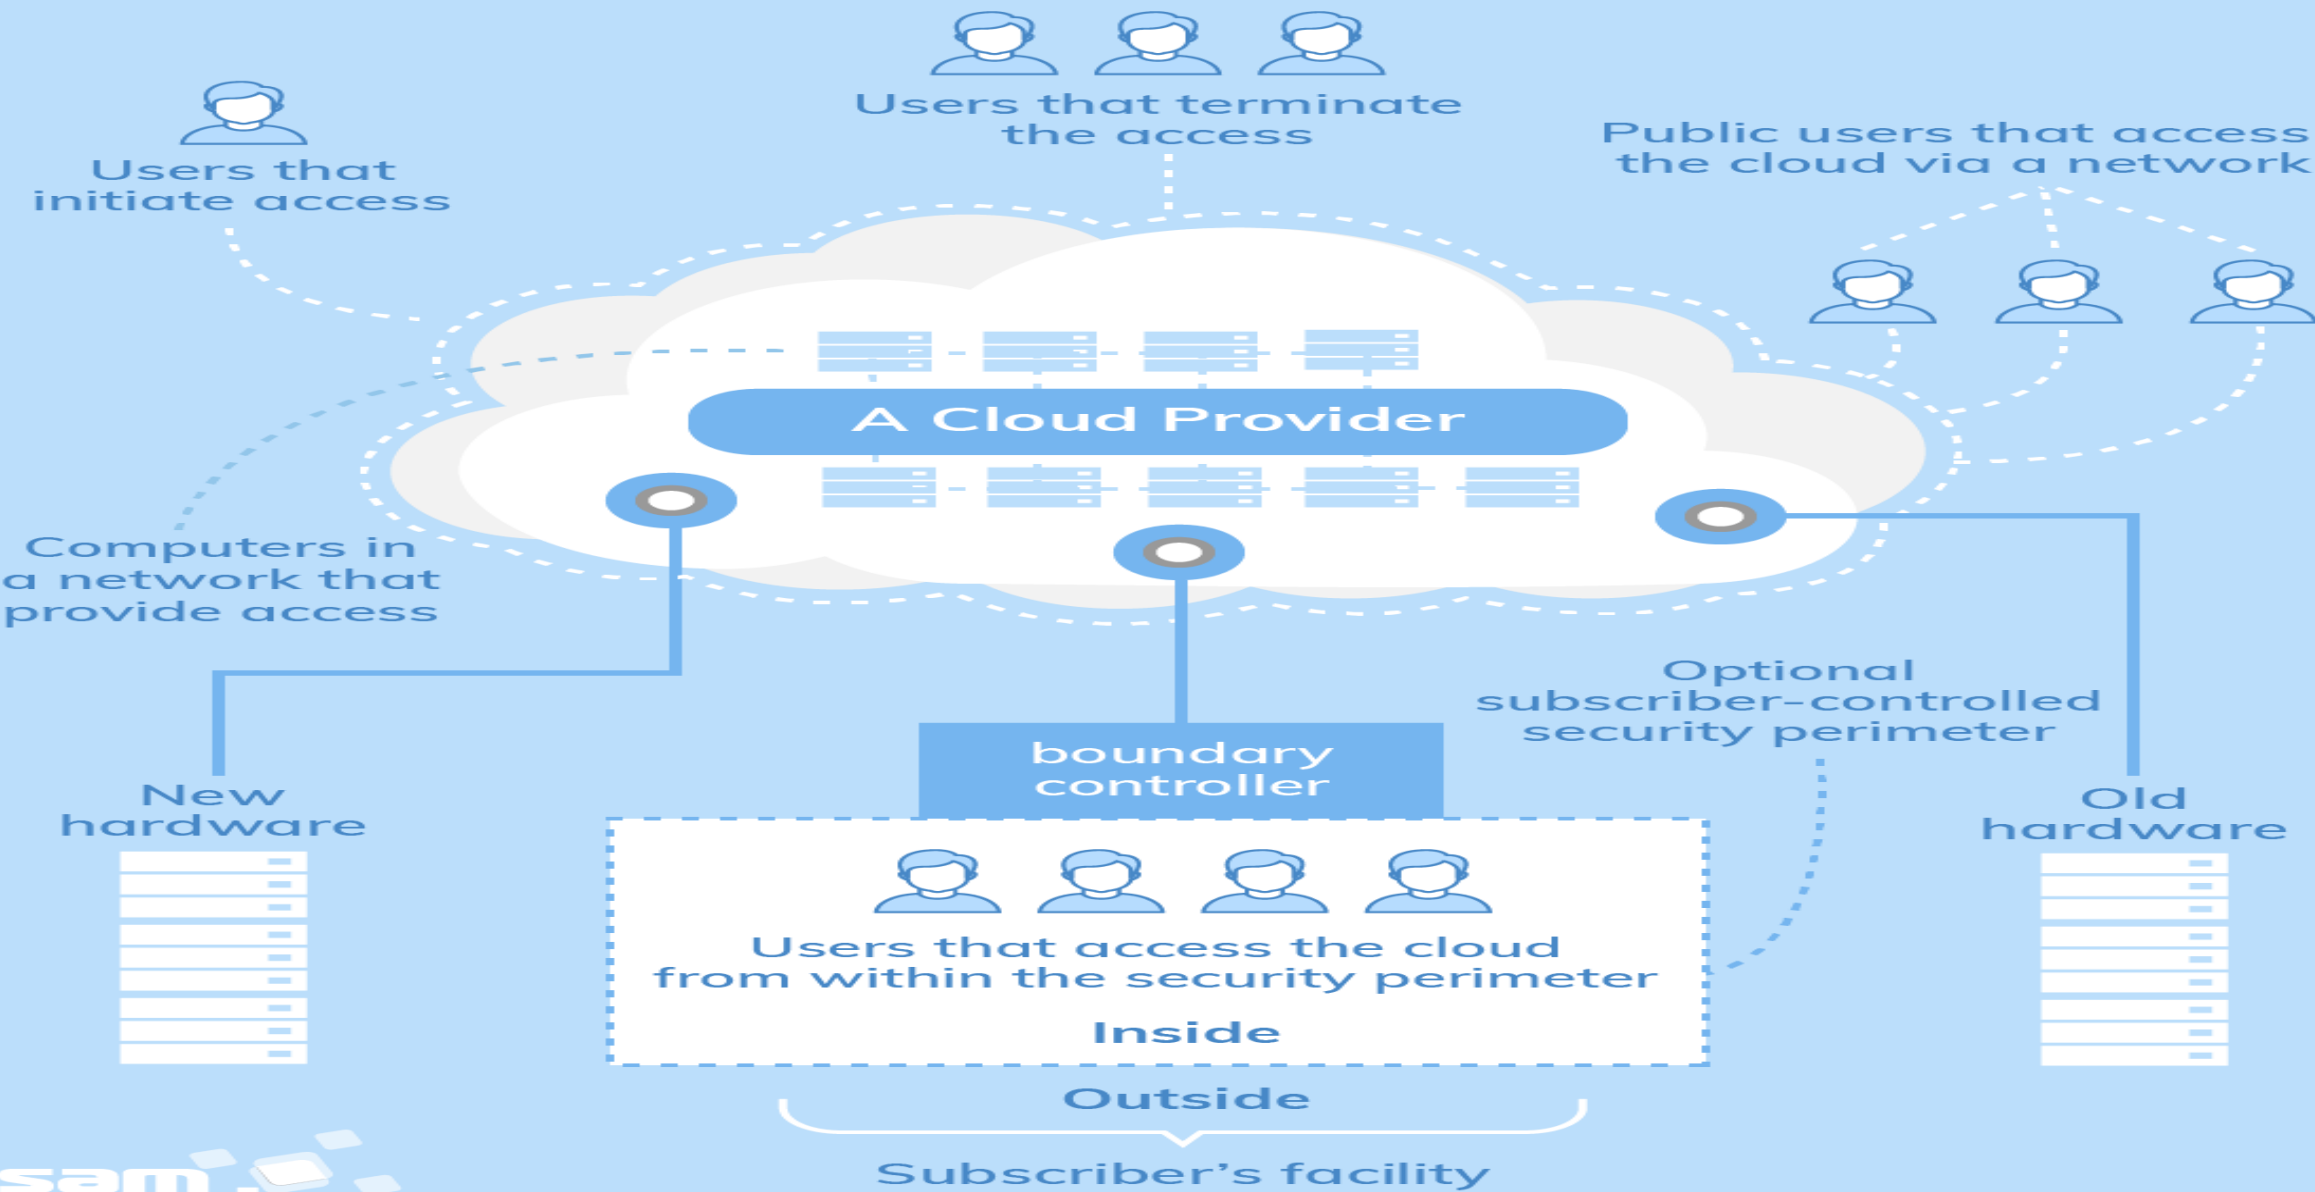 Users that terminate
the access
Users that
initiate access
Public users that access
the cloud via a network
A Cloud Provider
Computers in
a network that
provide access
Optional
subscriber-controlled
security perimeter
boundary
controller
New
hardware
Old
hardware
Users that access the cloud
from within the security perimeter
Inside
Outside
Subscriber's facility
sam